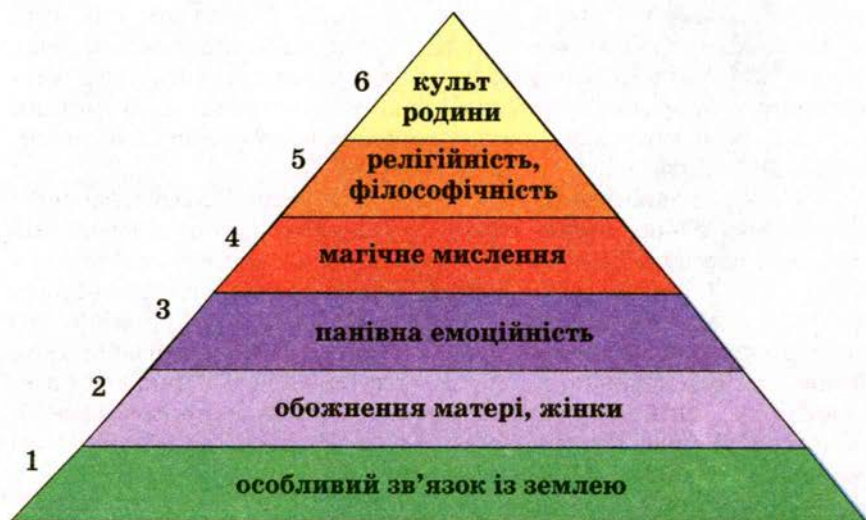 6
культ
родини
5
релігійність,
філософічність
4
магічне мислення
3
панівна емоційність
2
обожнення матері, жінки
1
особливий зв’язок із землею